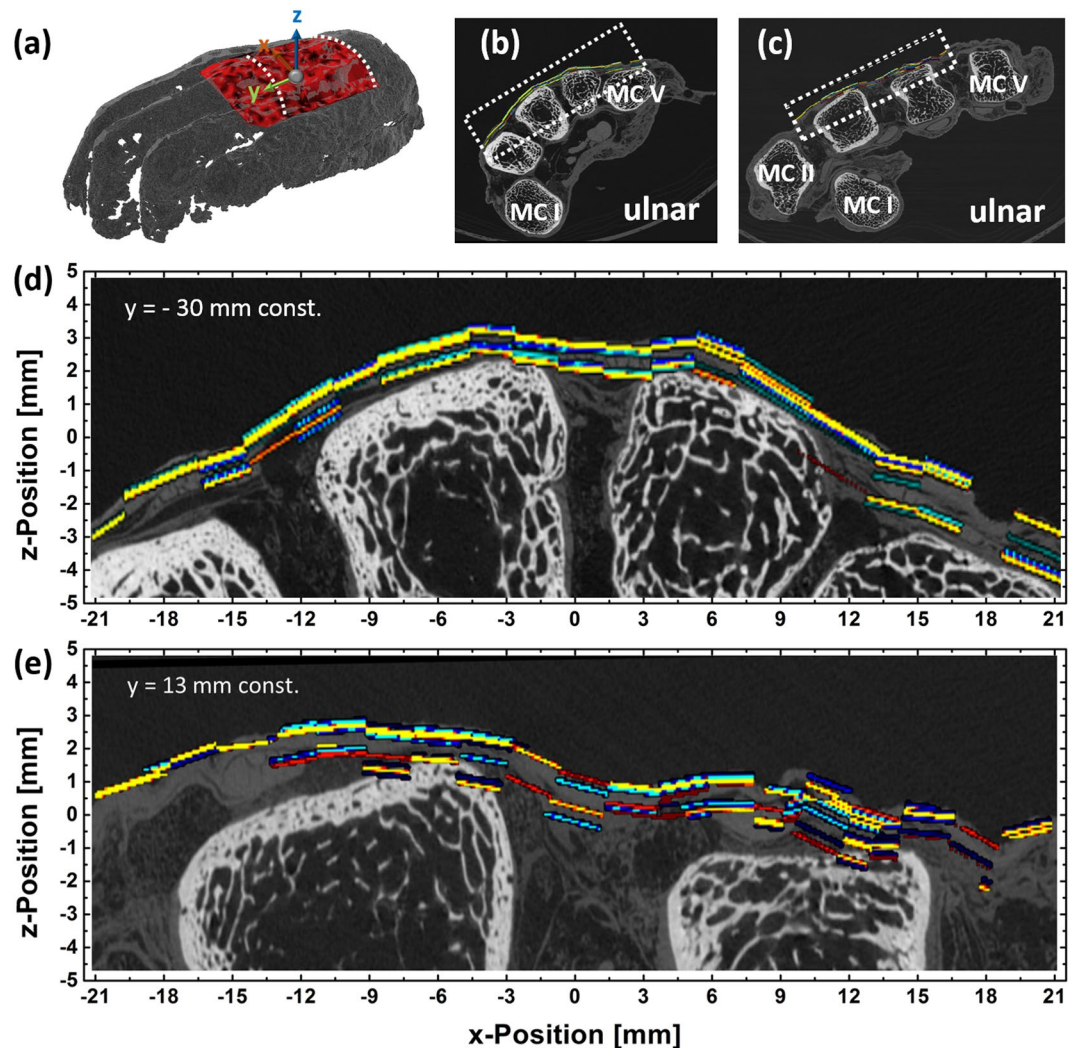 (a)
z
x
y
(b)
MC V
MC I
ulnar
(c)
MC V
MC II
MC I
ulnar
(d)
y = - 30 mm const.
z-Position [mm]
5
4
3
2
1
0
-1
-2
-3
-4
-5
-21 -18 -15 -12 -9 -6 -3 0 3 6 9 12 15 18 21
(e)
y = 13 mm const.
z-Position [mm]
5
4
3
2
1
0
-1
-2
-3
-4
-5
-21 -18 -15 -12 -9 -6 -3 0 3 6 9 12 15 18 21
x-Position [mm]